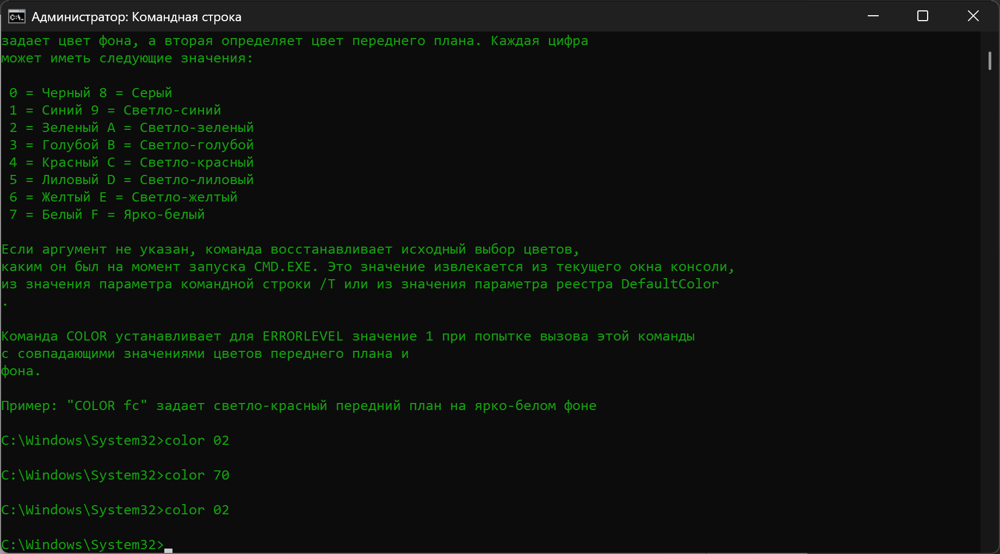 Администратор: Командная строка
задает цвет фона, а вторая определяет цвет переднего плана. Каждая цифра
может иметь следующие значения:
0 = Черный 8 = Серый
1 = Синий 9 = Светло-синий
2 = Зеленый A = Светло-зеленый
3 = Голубой B = Светло-голубой
4 = Красный C = Светло-красный
5 = Лиловый D = Светло-лиловый
6 = Желтый E = Светло-желтый
7 = Белый F = Ярко-белый
Если аргумент не указан, команда восстанавливает исходный выбор цветов,
каким он был на момент запуска CMD.EXE. Это значение извлекается из текущего окна консоли,
из значения параметра командной строки /T или из значения параметра реестра DefaultColor
.
Команда COLOR устанавливает для ERRORLEVEL значение 1 при попытке вызова этой команды
с совпадающими значениями цветов переднего плана и
фона.
Пример: "COLOR fc" задает светло-красный передний план на ярко-белом фоне
C:\Windows\System32>color 02
C:\Windows\System32>color 70
C:\Windows\System32>color 02
C:\Windows\System32>